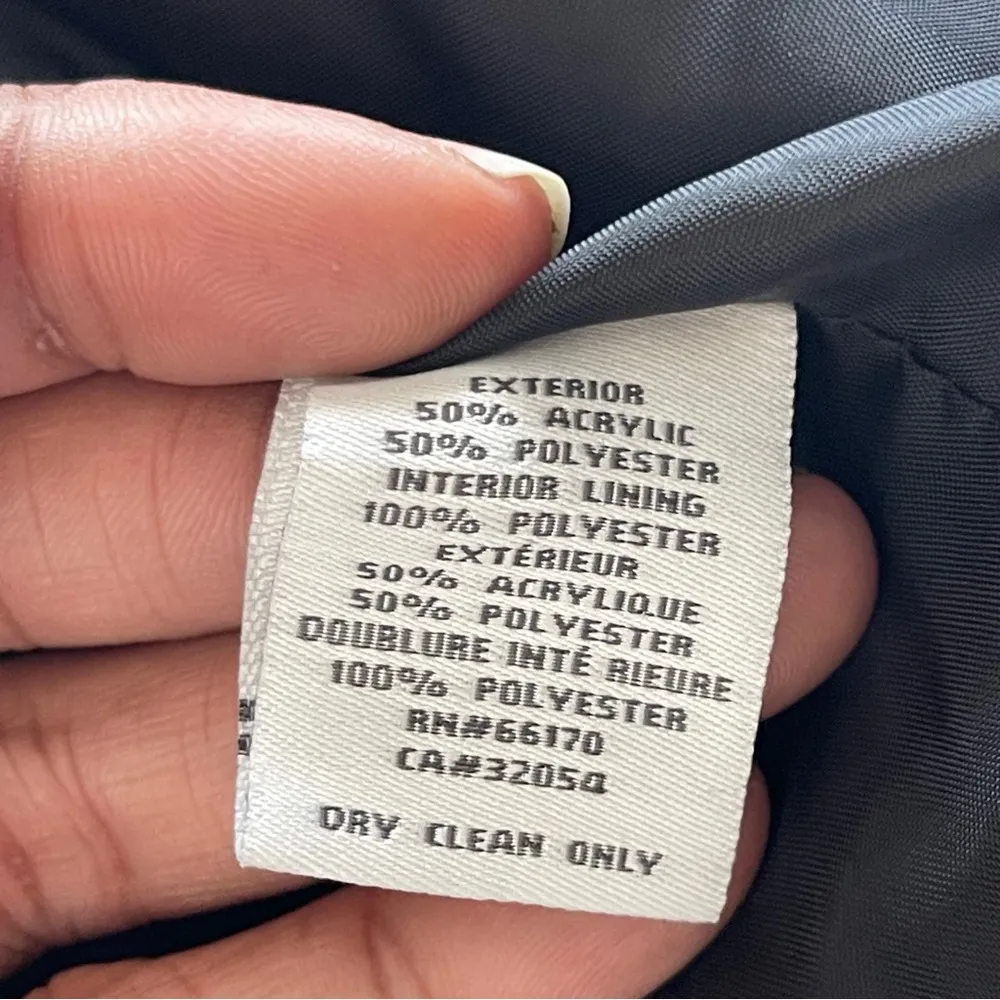 EXTERIOR
50% ACRYLIC
50% POLYESTER
INTERIOR LINING
100% POLYESTER
EXTÉRIEUR
50% ACRYLIQUE
50% POLYESTER
DOUBLURE INTÉ RIEURE
100% POLYESTER
RN#66170
CA#32054
DRY CLEAN ONLY